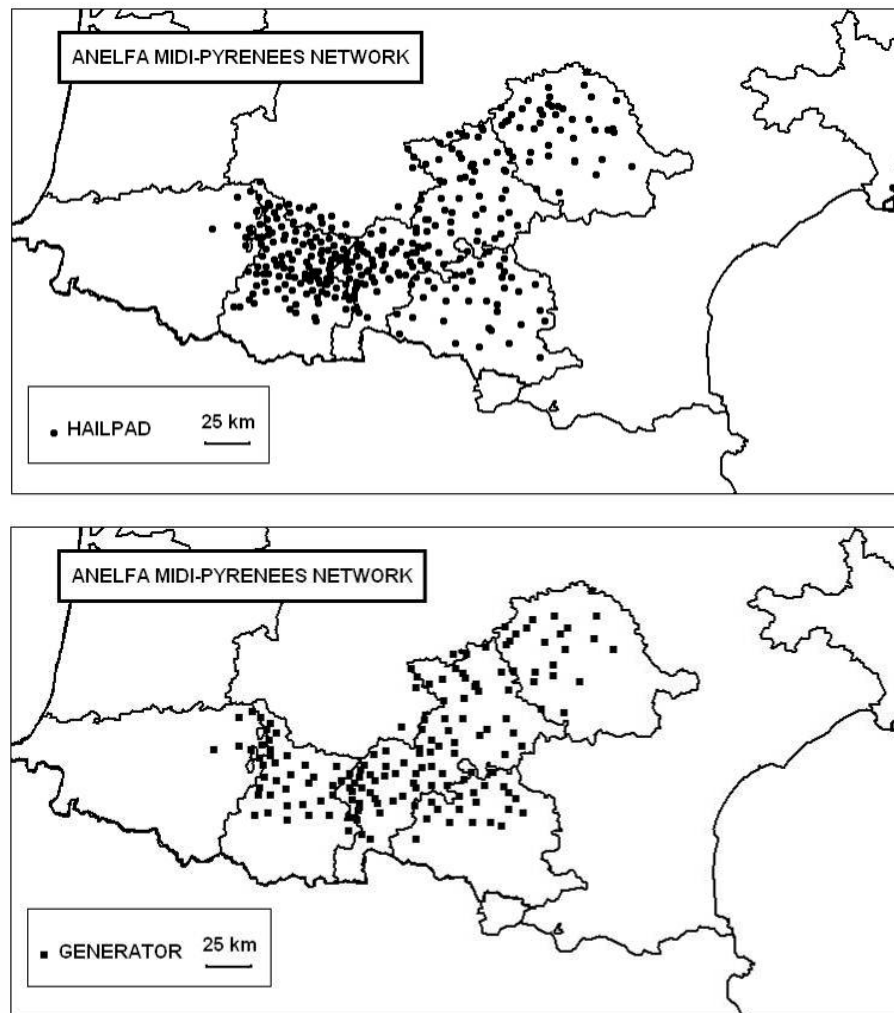 ANELFA MIDI-PYRENEES NETWORK
HAILPAD
25 km
ANELFA MIDI-PYRENEES NETWORK
GENERATOR
25 km